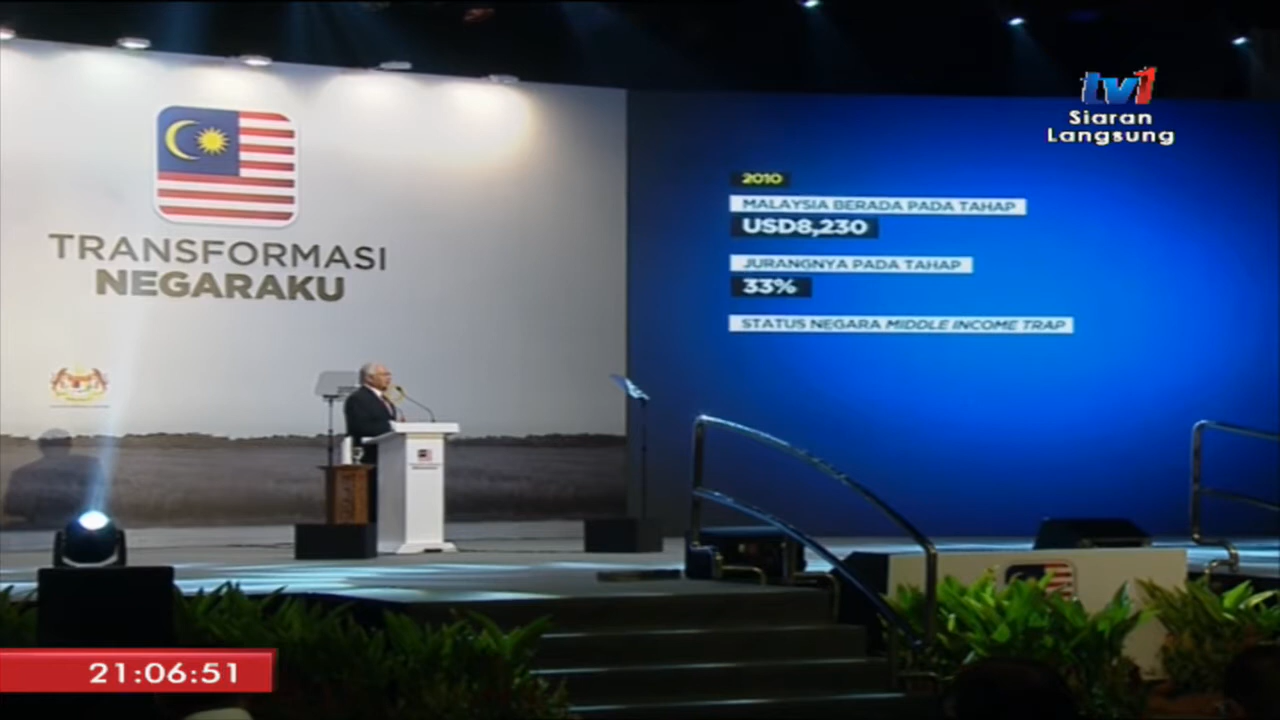 TRANSFORMASI
NEGARAKU
tv1
Siaran
Langsung
2010
MALAYSIA BERADA PADA TAHAP
USD8,230
JURANGNYA PADA TAHAP
33%
STATUS NEGARA MIDDLE INCOME TRAP
21:06:51